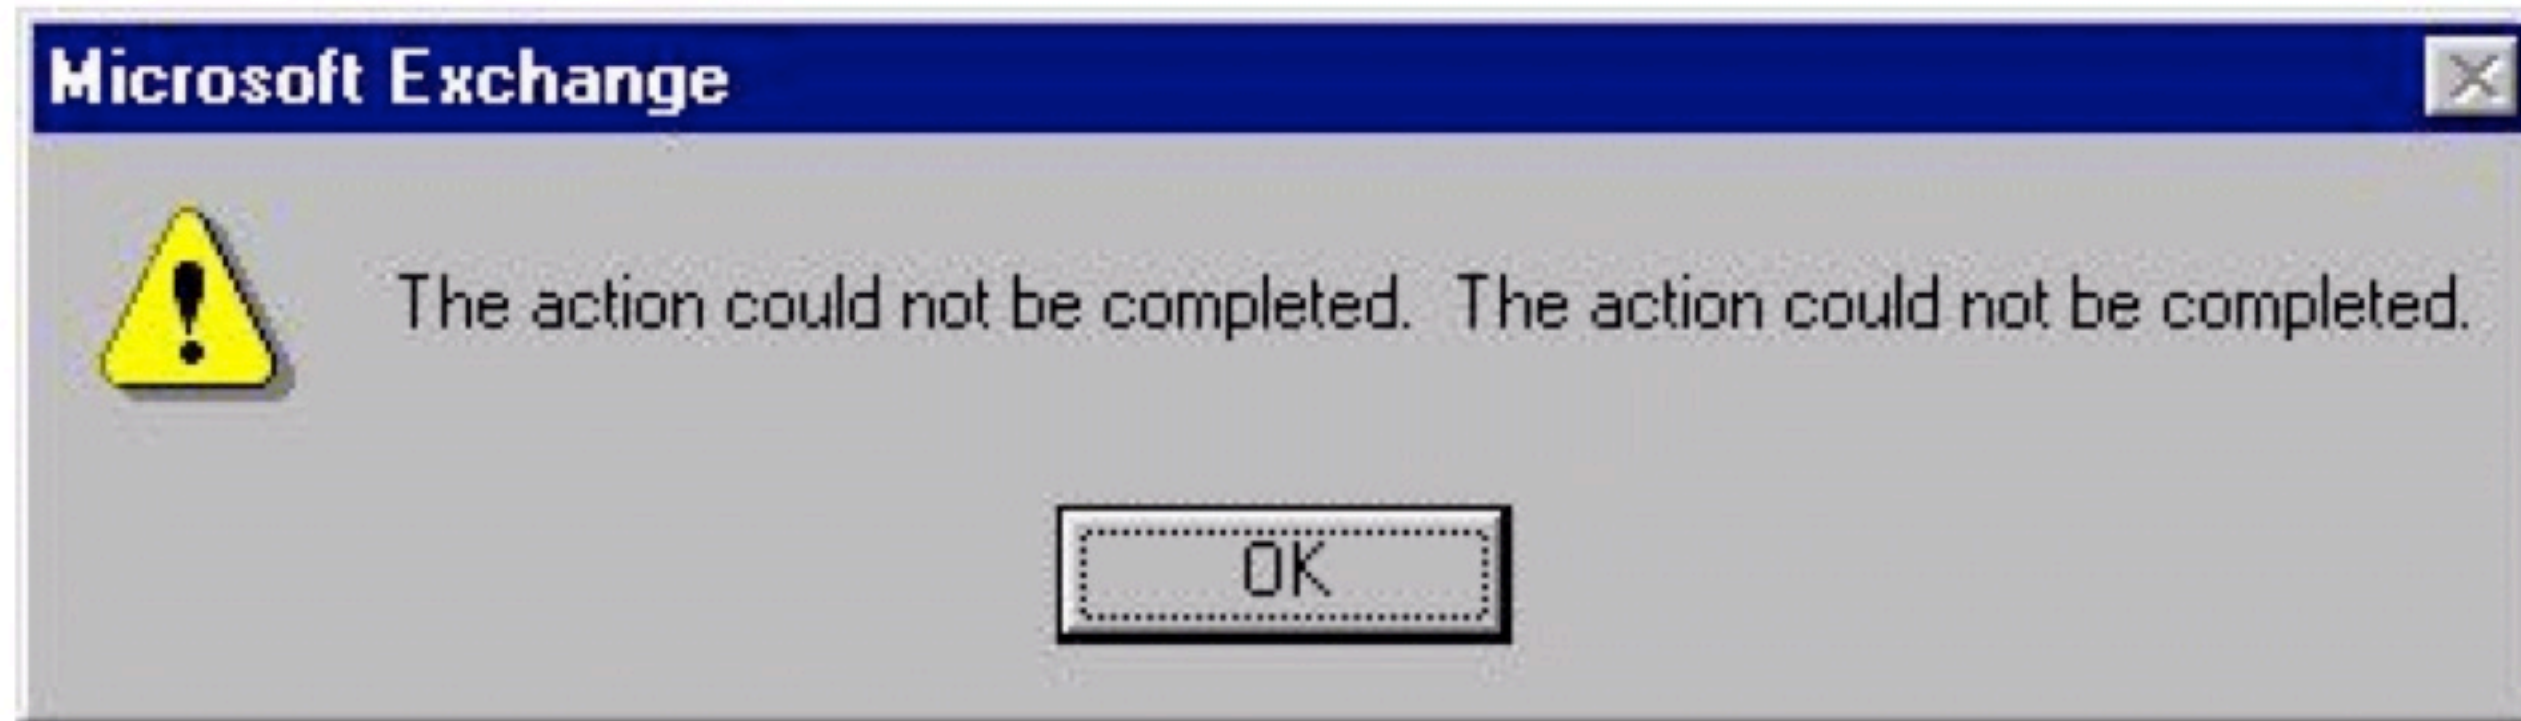 Microsoft Exchange
The action could not be completed.  The action could not be completed.
OK